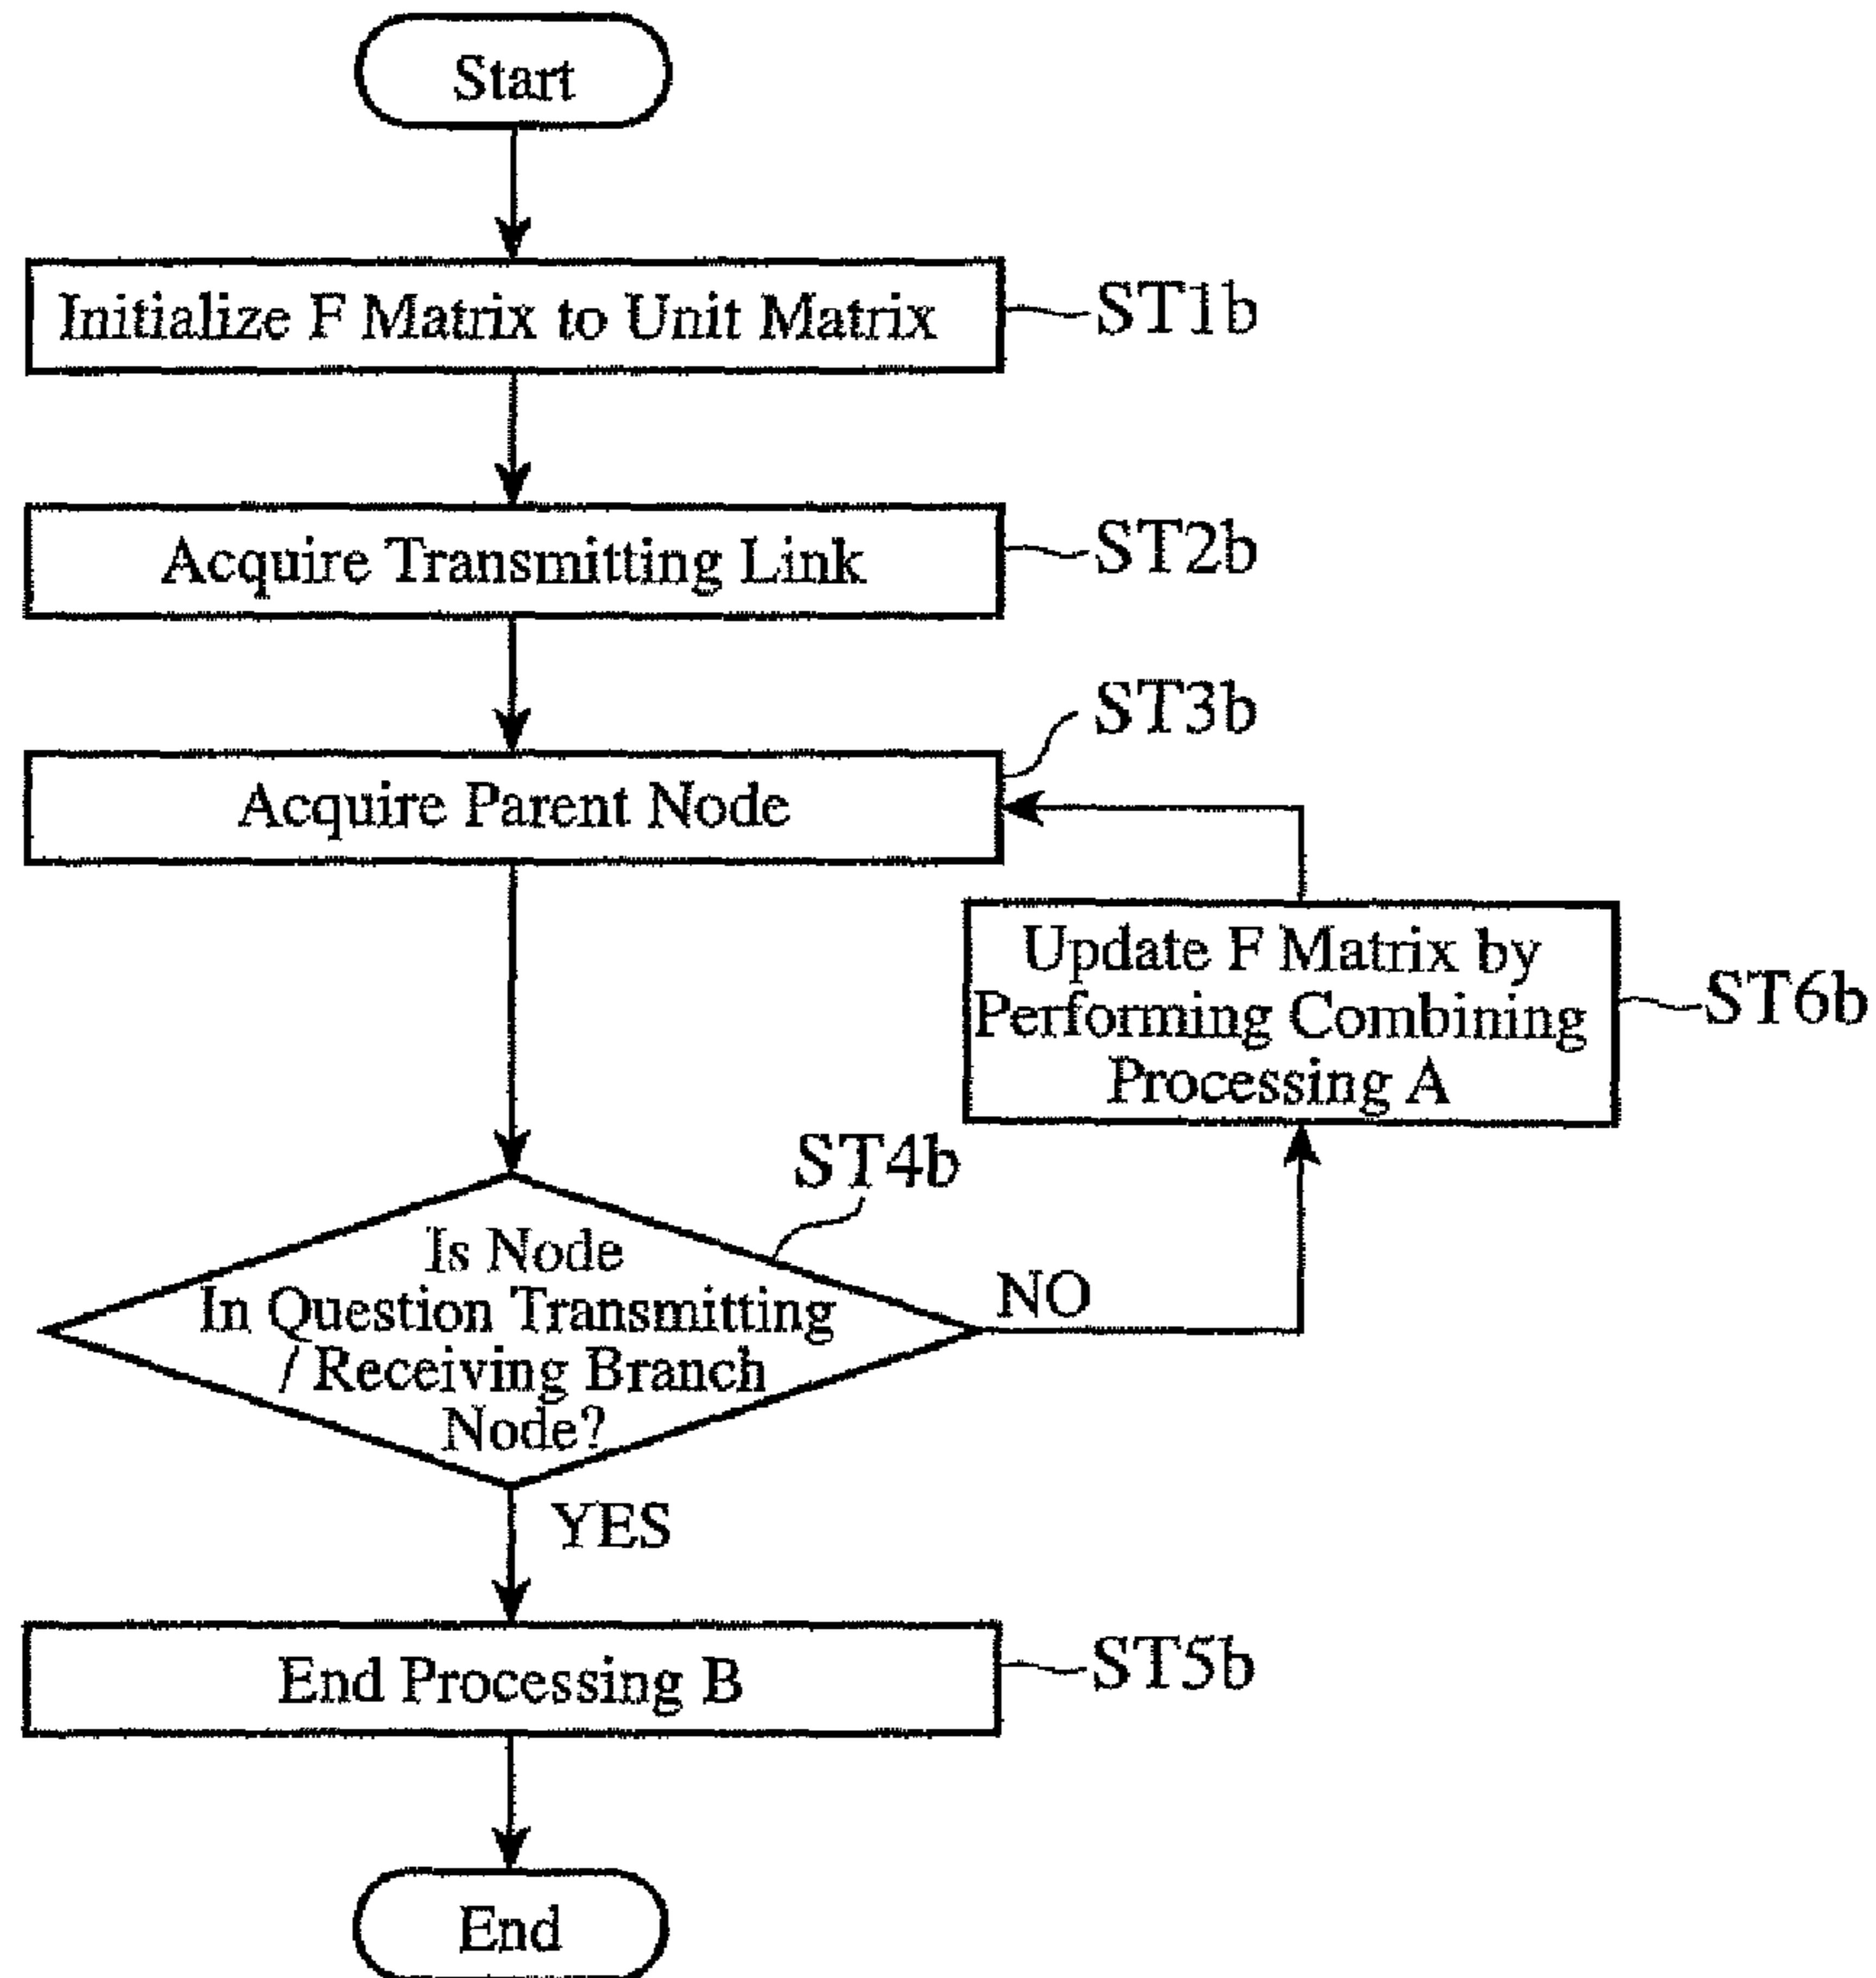 Start
Initialize F Matrix to Unit Matrix
ST1b
Acquire Transmitting Link
ST2b
ST3b
Acquire Parent Node
Update F Matrix by
Performing Combining
Processing A
ST6b
ST4b
Is Node
In Question Transmitting
/ Receiving Branch
Node?
NO
YES
End Processing B
ST5b
End